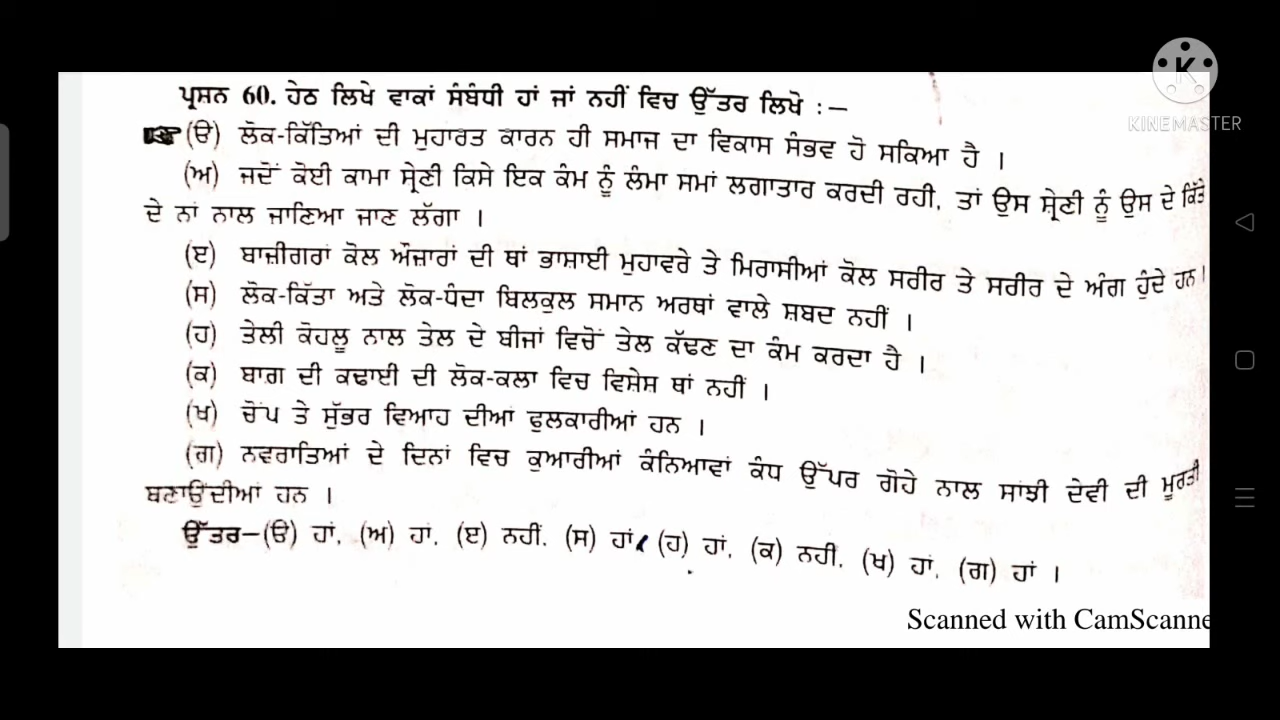 ਪ੍ਰਸ਼ਨ 60. ਹੇਠ ਲਿਖੇ ਵਾਕਾਂ ਸੰਬੰਧੀ ਹਾਂ ਜਾਂ ਨਹੀਂ ਵਿਚ ਉੱਤਰ ਲਿਖੋ :—
K
KINEMASTER
(ੳ) ਲੋਕ-ਕਿੱਤਿਆਂ ਦੀ ਮੁਹਾਰਤ ਕਾਰਨ ਹੀ ਸਮਾਜ ਦਾ ਵਿਕਾਸ ਸੰਭਵ ਹੋ ਸਕਿਆ ਹੈ ।
(ਅ) ਜਦੋਂ ਕੋਈ ਕਾਮਾ ਸ਼੍ਰੇਣੀ ਕਿਸੇ ਇਕ ਕੰਮ ਨੂੰ ਲੰਮਾ ਸਮਾਂ ਲਗਾਤਾਰ ਕਰਦੀ ਰਹੀ, ਤਾਂ ਉਸ ਸ਼੍ਰੇਣੀ ਨੂੰ ਉਸ ਦੇ ਕਿੱਤੇ
ਦੇ ਨਾਂ ਨਾਲ ਜਾਣਿਆ ਜਾਣ ਲੱਗਾ ।
(ੲ) ਬਾਜ਼ੀਗਰਾਂ ਕੋਲ ਔਜ਼ਾਰਾਂ ਦੀ ਥਾਂ ਭਾਸ਼ਾਈ ਮੁਹਾਵਰੇ ਤੇ ਮਿਰਾਸੀਆਂ ਕੋਲ ਸਰੀਰ ਤੇ ਸਰੀਰ ਦੇ ਅੰਗ ਹੁੰਦੇ ਹਨ।
(ਸ) ਲੋਕ-ਕਿੱਤਾ ਅਤੇ ਲੋਕ-ਧੰਦਾ ਬਿਲਕੁਲ ਸਮਾਨ ਅਰਥਾਂ ਵਾਲੇ ਸ਼ਬਦ ਨਹੀਂ ।
(ਹ) ਤੇਲੀ ਕੋਹਲੂ ਨਾਲ ਤੇਲ ਦੇ ਬੀਜਾਂ ਵਿਚੋਂ ਤੇਲ ਕੱਢਣ ਦਾ ਕੰਮ ਕਰਦਾ ਹੈ ।
(ਕ) ਬਾਗ ਦੀ ਕਢਾਈ ਦੀ ਲੋਕ-ਕਲਾ ਵਿਚ ਵਿਸ਼ੇਸ ਥਾਂ ਨਹੀਂ ।
(ਖ) ਚੋਂਪ ਤੇ ਸੁੱਭਰ ਵਿਆਹ ਦੀਆਂ ਫੁਲਕਾਰੀਆਂ ਹਨ ।
(ਗ) ਨਵਰਾਤਿਆਂ ਦੇ ਦਿਨਾਂ ਵਿਚ ਕੁਆਰੀਆਂ ਕੰਨਿਆਵਾਂ ਕੰਧ ਉੱਪਰ ਗੋਹੇ ਨਾਲ ਸਾਂਝੀ ਦੇਵੀ ਦੀ ਮੂਰਤੀ
ਬਣਾਉਂਦੀਆਂ ਹਨ ।
ਉੱਤਰ—(ੳ) ਹਾਂ, (ਅ) ਹਾਂ, (ੲ) ਨਹੀਂ, (ਸ) ਹਾਂ, (ਹ) ਹਾਂ, (ਕ) ਨਹੀਂ, (ਖ) ਹਾਂ, (ਗ) ਹਾਂ ।
Scanned with CamScanne